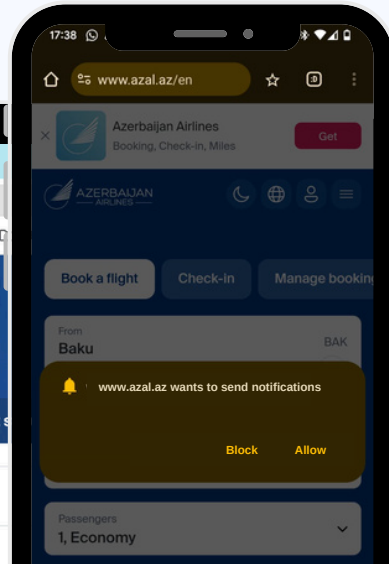 17:38
www.azal.az/en
:D
Azerbaijan Airlines
Booking, Check-in, Miles
Get
AZERBAIJAN
AIRLINES
Book a flight
Check-in
Manage booking
From
Baku
BAK
www.azal.az wants to send notifications
Block
Allow
Passengers
1, Economy